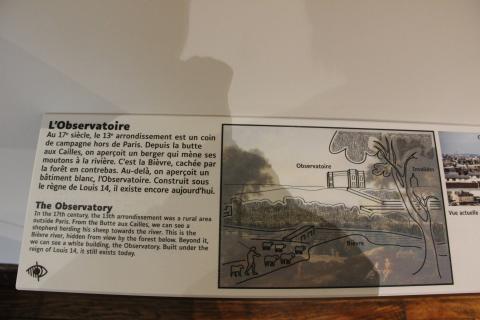 L'Observatoire
Au 17e siècle, le 13e arrondissement est un coin
de campagne hors de Paris. Depuis la butte
aux Cailles, on aperçoit un berger qui mène ses
moutons à la rivière. C'est la Bièvre, cachée par
la forêt en contrebas. Au-delà, on aperçoit un
bâtiment blanc, l'Observatoire. Construit sous
le règne de Louis 14, il existe encore aujourd'hui.
The Observatory
In the 17th century, the 13th arrondissement was a rural area
outside Paris. From the Butte aux Cailles, we can see a
shepherd herding his sheep towards the river. This is the
Bièvre river, hidden from view by the forest below. Beyond it,
we can see a white building, the Observatory. Built under the
reign of Louis 14, it still exists today.
Observatoire
Invalides
Bièvre
Vue actuelle